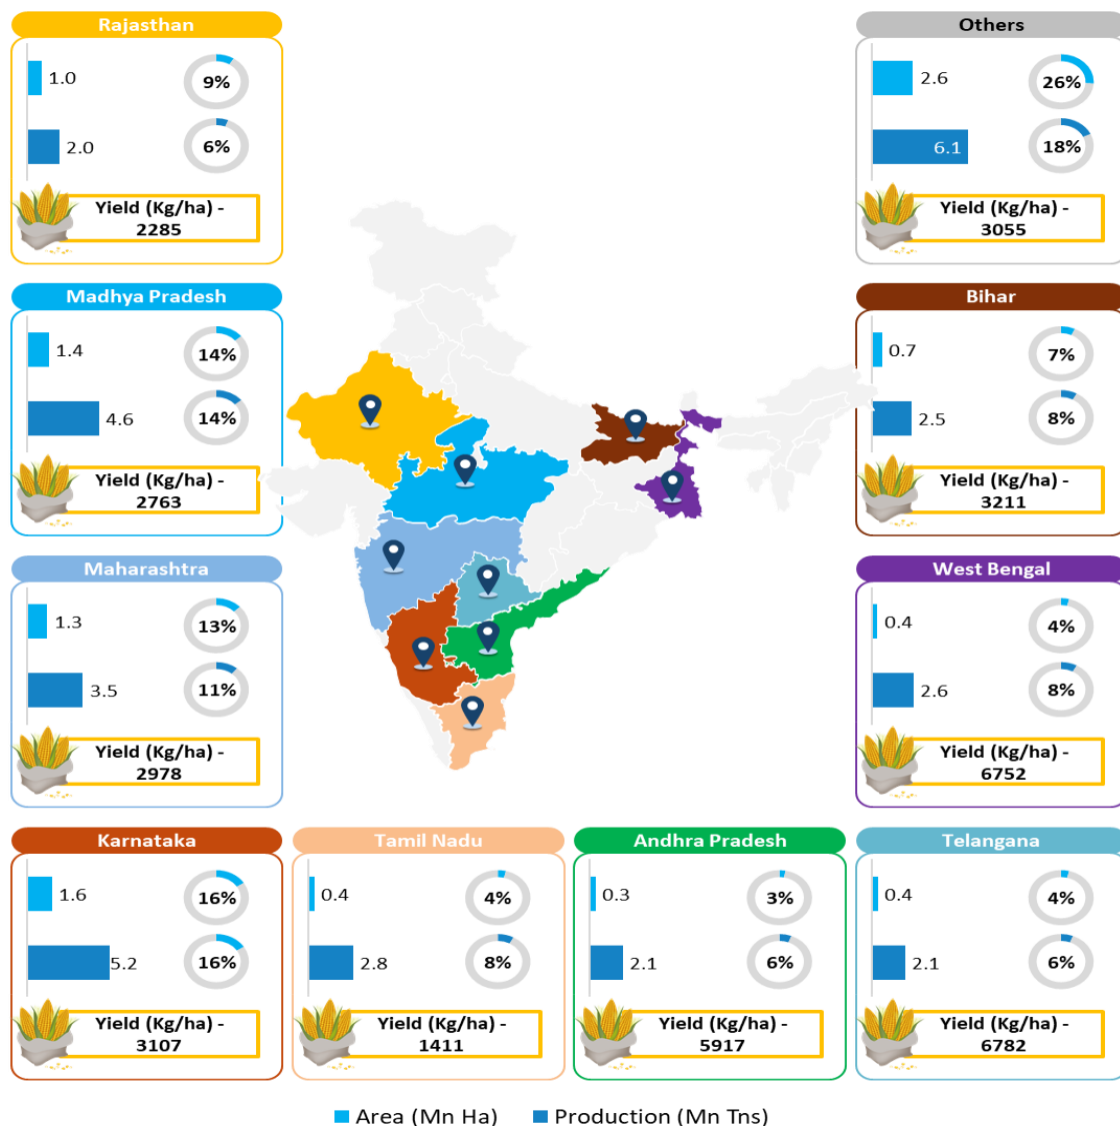 Rajasthan
1.0
9%
2.0
6%
Yield (Kg/ha) -
2285
Others
2.6
26%
6.1
18%
Yield (Kg/ha) -
3055
Madhya Pradesh
1.4
14%
4.6
14%
Yield (Kg/ha) -
2763
Bihar
0.7
7%
2.5
8%
Yield (Kg/ha) -
3211
Maharashtra
1.3
13%
3.5
11%
Yield (Kg/ha) -
2978
West Bengal
0.4
4%
2.6
8%
Yield (Kg/ha) -
6752
Karnataka
1.6
16%
5.2
16%
Yield (Kg/ha) -
3107
Tamil Nadu
0.4
4%
2.8
8%
Yield (Kg/ha) -
1411
Andhra Pradesh
0.3
3%
2.1
6%
Yield (Kg/ha) -
5917
Telangana
0.4
4%
2.1
6%
Yield (Kg/ha) -
6782
Area (Mn Ha)
Production (Mn Tns)